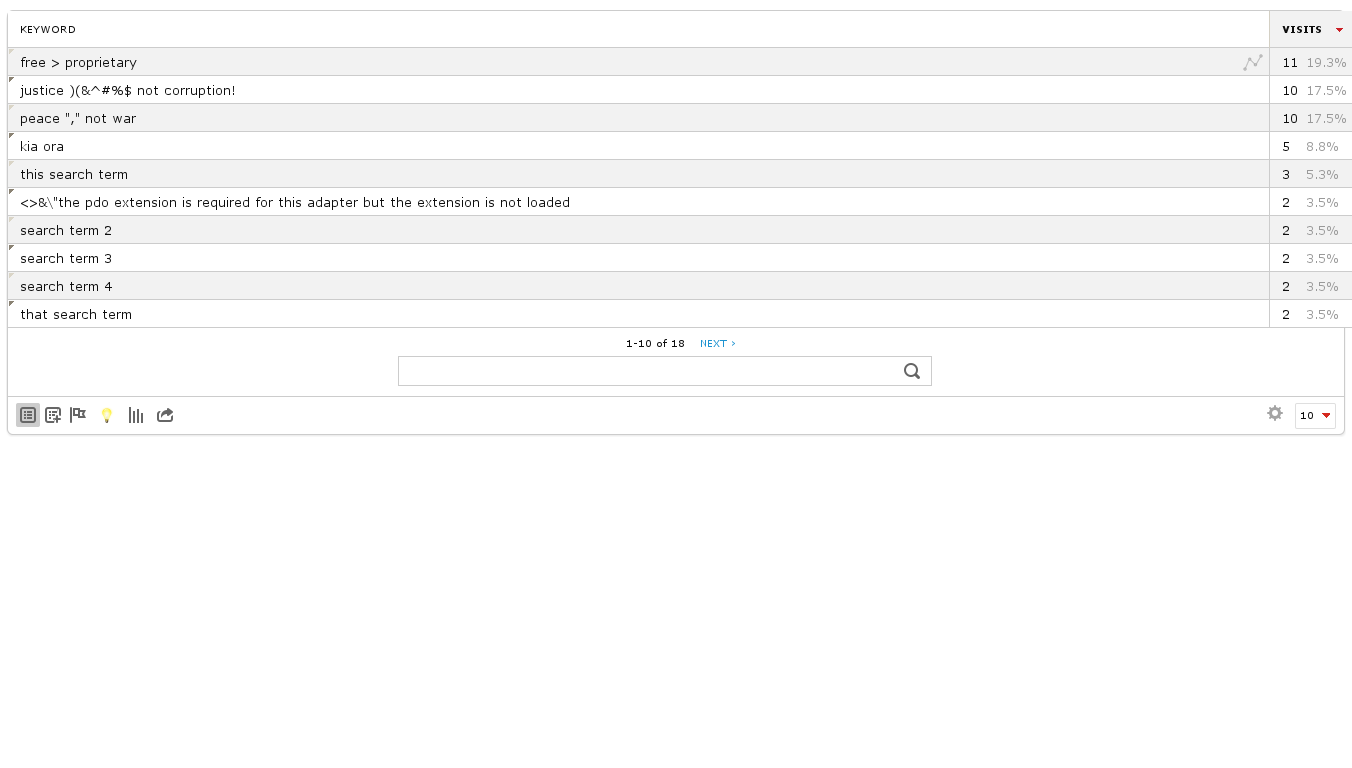 KEYWORD VISITS
free > proprietary 11 19.3%
justice )(&^#%$ not corruption! 10 17.5%
peace "," not war 10 17.5%
kia ora 5 8.8%
this search term 3 5.3%
<>&\"the pdo extension is required for this adapter but the extension is not loaded 2 3.5%
search term 2 2 3.5%
search term 3 2 3.5%
search term 4 2 3.5%
that search term 2 3.5%
1-10 of 18 NEXT ›
10